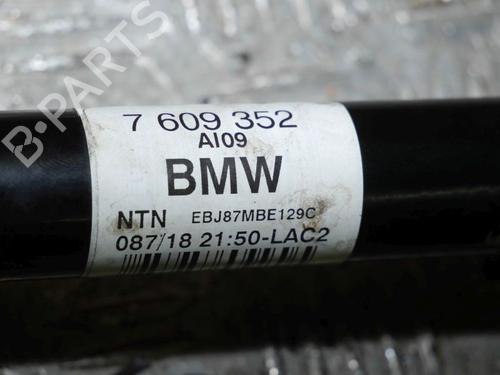 B-Parts
7 609 352
AI09
BMW
NTN EBJ87MBE129C
087/18 21:50-LAC2